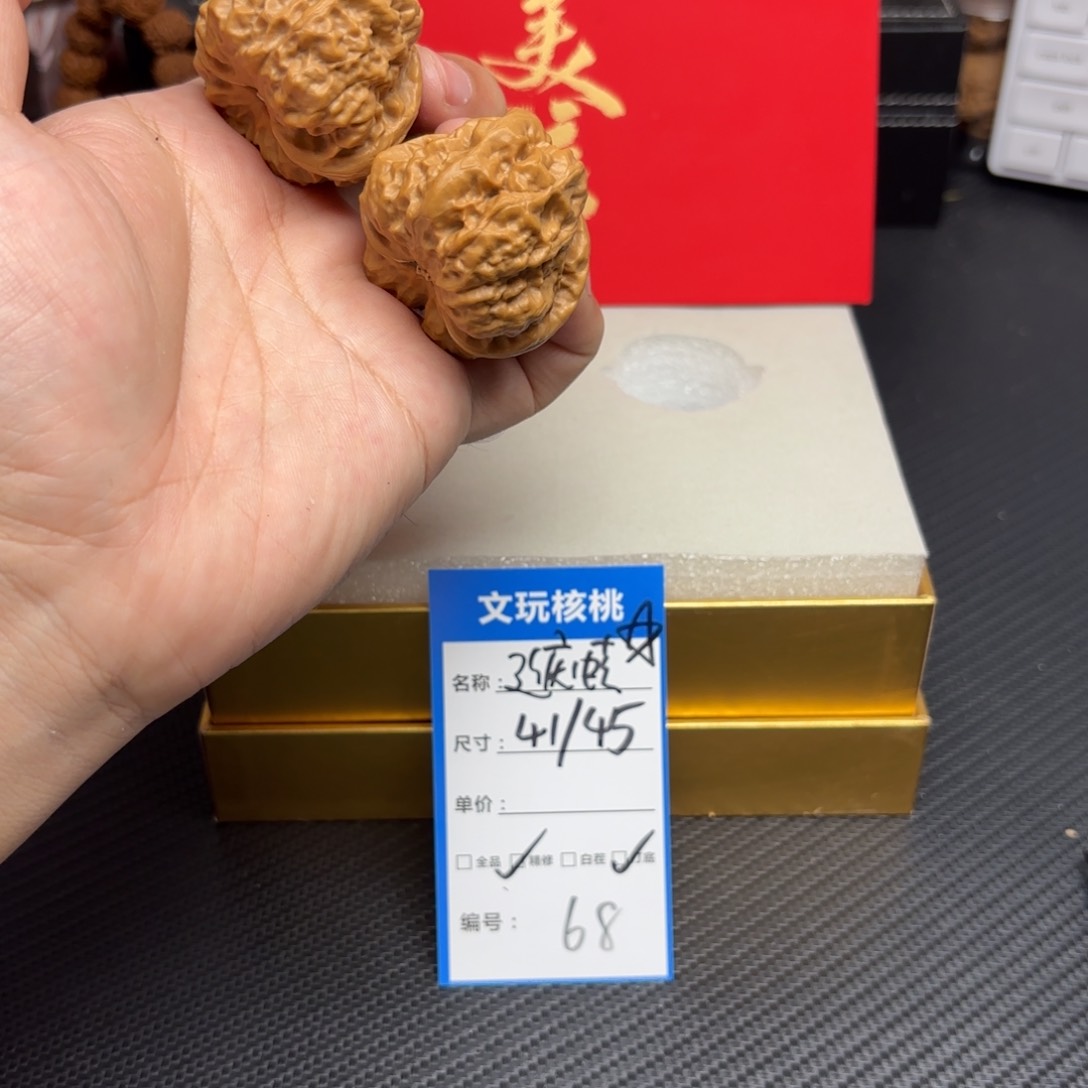 美
文玩核桃
名称：
尺寸：41/45
单价：
全品 精修 白茬 打底
编号：68